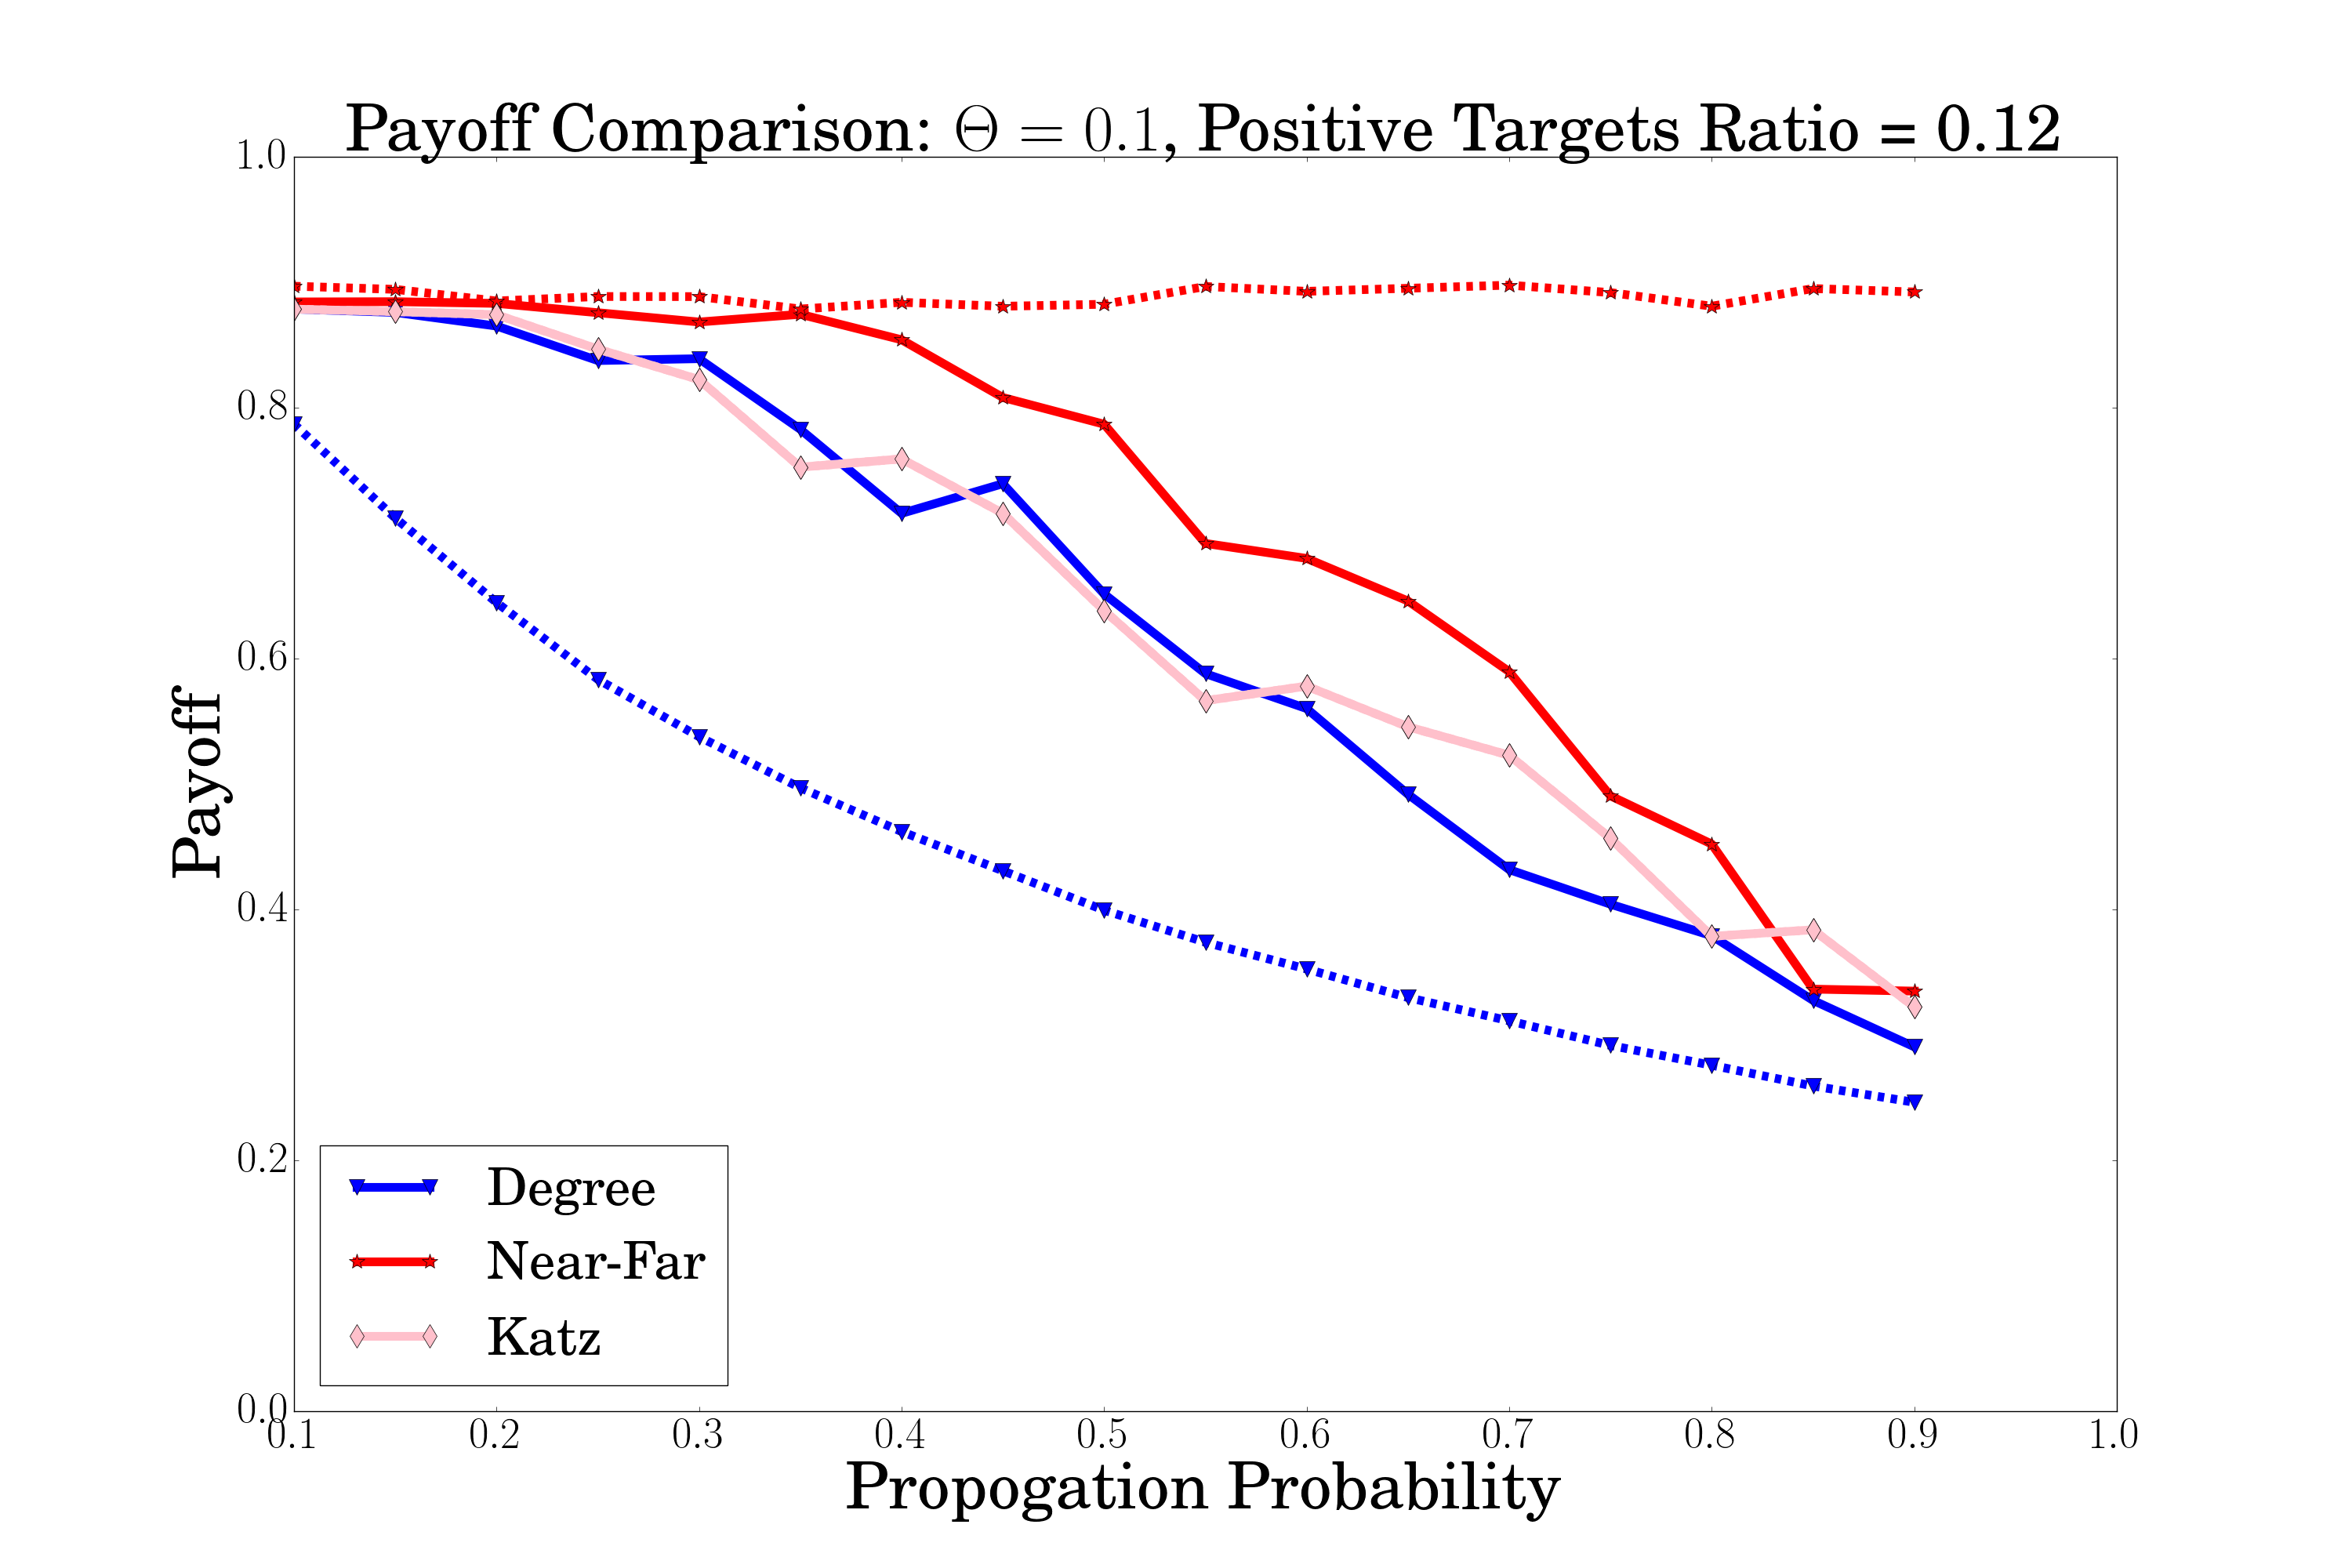 Payoff Comparison: Θ = 0.1, Positive Targets Ratio = 0.12
1.0
0.8
0.6
0.4
0.2
0.0
Payoff
Degree
Near-Far
Katz
0.1 0.2 0.3 0.4 0.5 0.6 0.7 0.8 0.9 1.0
Propogation Probability